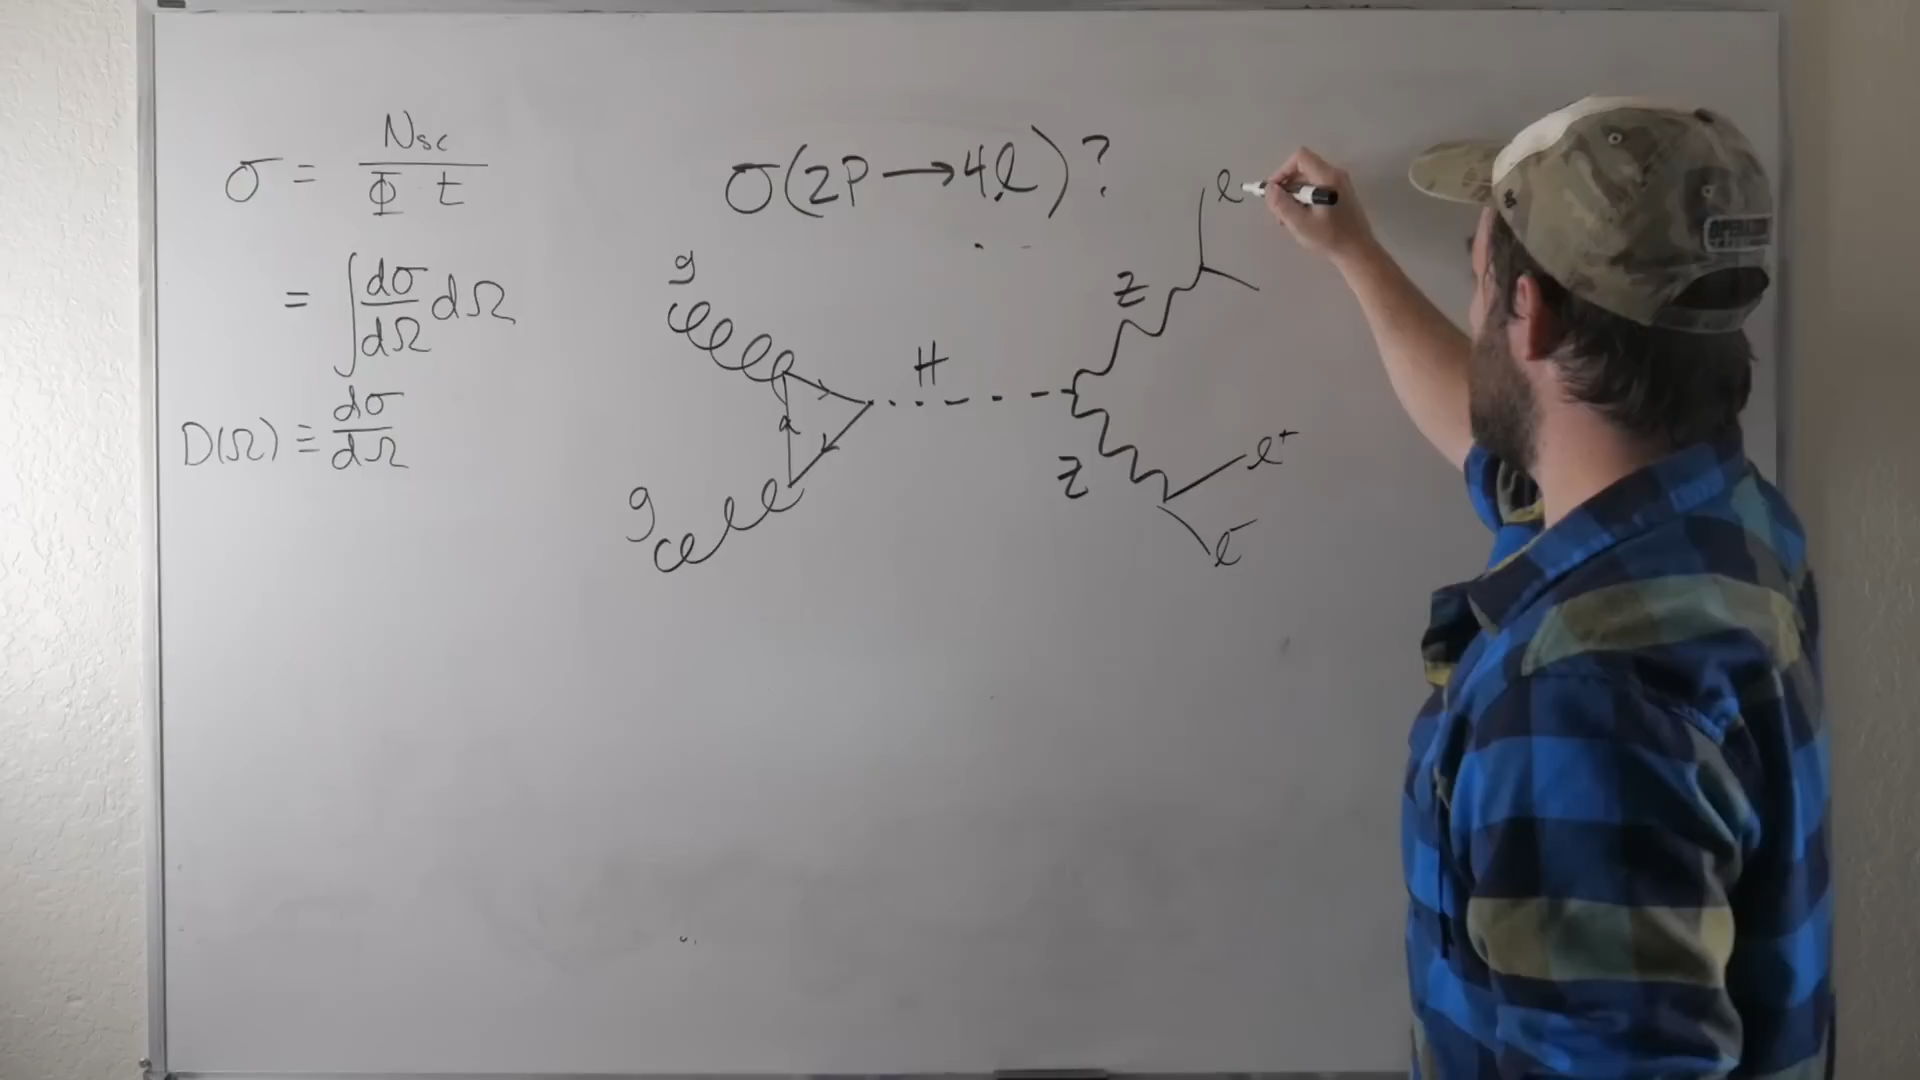 σ = Nsc / Φ t
= ∫ dσ/dΩ dΩ
D(Ω) ≡ dσ/dΩ
σ(2P → 4l)?
g
g
H
Z
Z
l
l+
l-